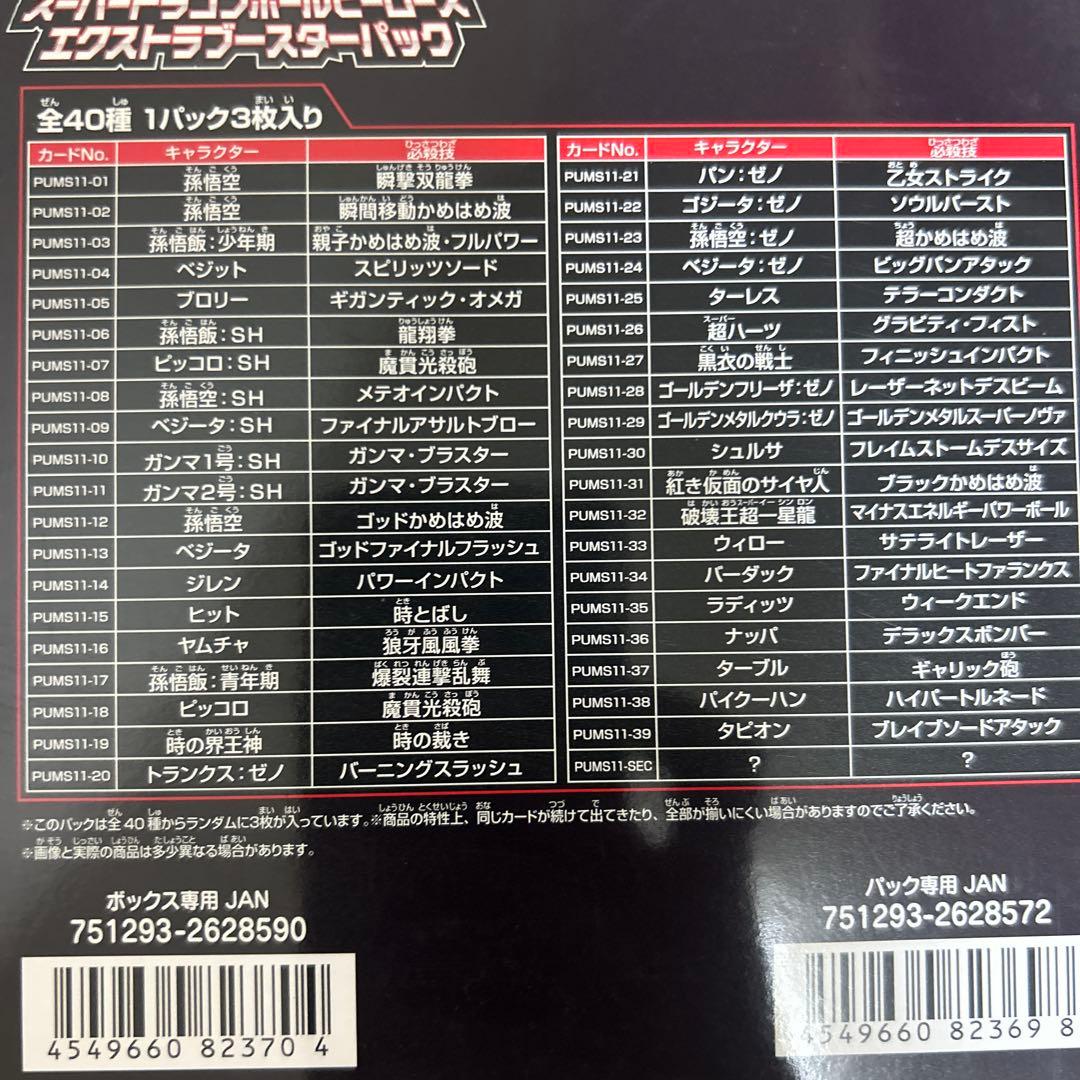 スーパードラゴンボールヒーローズ
エクストラブースターパック
全40種 1パック3枚入り
カードNo. キャラクター 必殺技
PUMS11-01 孫悟空 瞬撃双龍拳
PUMS11-02 孫悟空 瞬間移動かめはめ波
PUMS11-03 孫悟飯:少年期 親子かめはめ波・フルパワー
PUMS11-04 ベジット スピリッツソード
PUMS11-05 ブロリー ギガンティック・オメガ
PUMS11-06 孫悟飯:SH 龍翔拳
PUMS11-07 ピッコロ:SH 魔貫光殺砲
PUMS11-08 孫悟空:SH メテオインパクト
PUMS11-09 ベジータ:SH ファイナルアサルトブロー
PUMS11-10 ガンマ1号:SH ガンマ・ブラスター
PUMS11-11 ガンマ2号:SH ガンマ・ブラスター
PUMS11-12 孫悟空 ゴッドかめはめ波
PUMS11-13 ベジータ ゴッドファイナルフラッシュ
PUMS11-14 ジレン パワーインパクト
PUMS11-15 ヒット 時とばし
PUMS11-16 ヤムチャ 狼牙風風拳
PUMS11-17 孫悟飯:青年期 爆裂連撃乱舞
PUMS11-18 ピッコロ 魔貫光殺砲
PUMS11-19 時の界王神 時の裁き
PUMS11-20 トランクス:ゼノ バーニングスラッシュ
カードNo. キャラクター 必殺技
PUMS11-21 パン:ゼノ 乙女ストライク
PUMS11-22 ゴジータ:ゼノ ソウルバースト
PUMS11-23 孫悟空:ゼノ 超かめはめ波
PUMS11-24 ベジータ:ゼノ ビッグバンアタック
PUMS11-25 ターレス テラーコンダクト
PUMS11-26 超ハーツ グラビティ・フィスト
PUMS11-27 黒衣の戦士 フィニッシュインパクト
PUMS11-28 ゴールデンフリーザ:ゼノ レーザーネットデスビーム
PUMS11-29 ゴールデンメタルクウラ:ゼノ ゴールデンメタルスーパーノヴァ
PUMS11-30 シュルサ フレイムストームデスサイズ
PUMS11-31 紅き仮面のサイヤ人 ブラックかめはめ波
PUMS11-32 破壊王超一星龍 マイナスエネルギーパワーボール
PUMS11-33 ウィロー サテライトレーザー
PUMS11-34 バーダック ファイナルヒートファランクス
PUMS11-35 ラディッツ ウィークエンド
PUMS11-36 ナッパ デラックスボンバー
PUMS11-37 ターブル ギャリック砲
PUMS11-38 パイクーハン ハイパートルネード
PUMS11-39 タピオン ブレイブソードアタック
PUMS11-SEC ? ?
※このパックは全40種からランダムに3枚が入っています。※商品の特性上、同じカードが続けて出てきたり、全部が揃いにくい場合がありますのでご了承ください。
※画像と実際の商品は多少異なる場合があります。
ボックス専用 JAN
751293-2628590
4549660 82370 4
パック専用 JAN
751293-2628572
4549660 82369 8